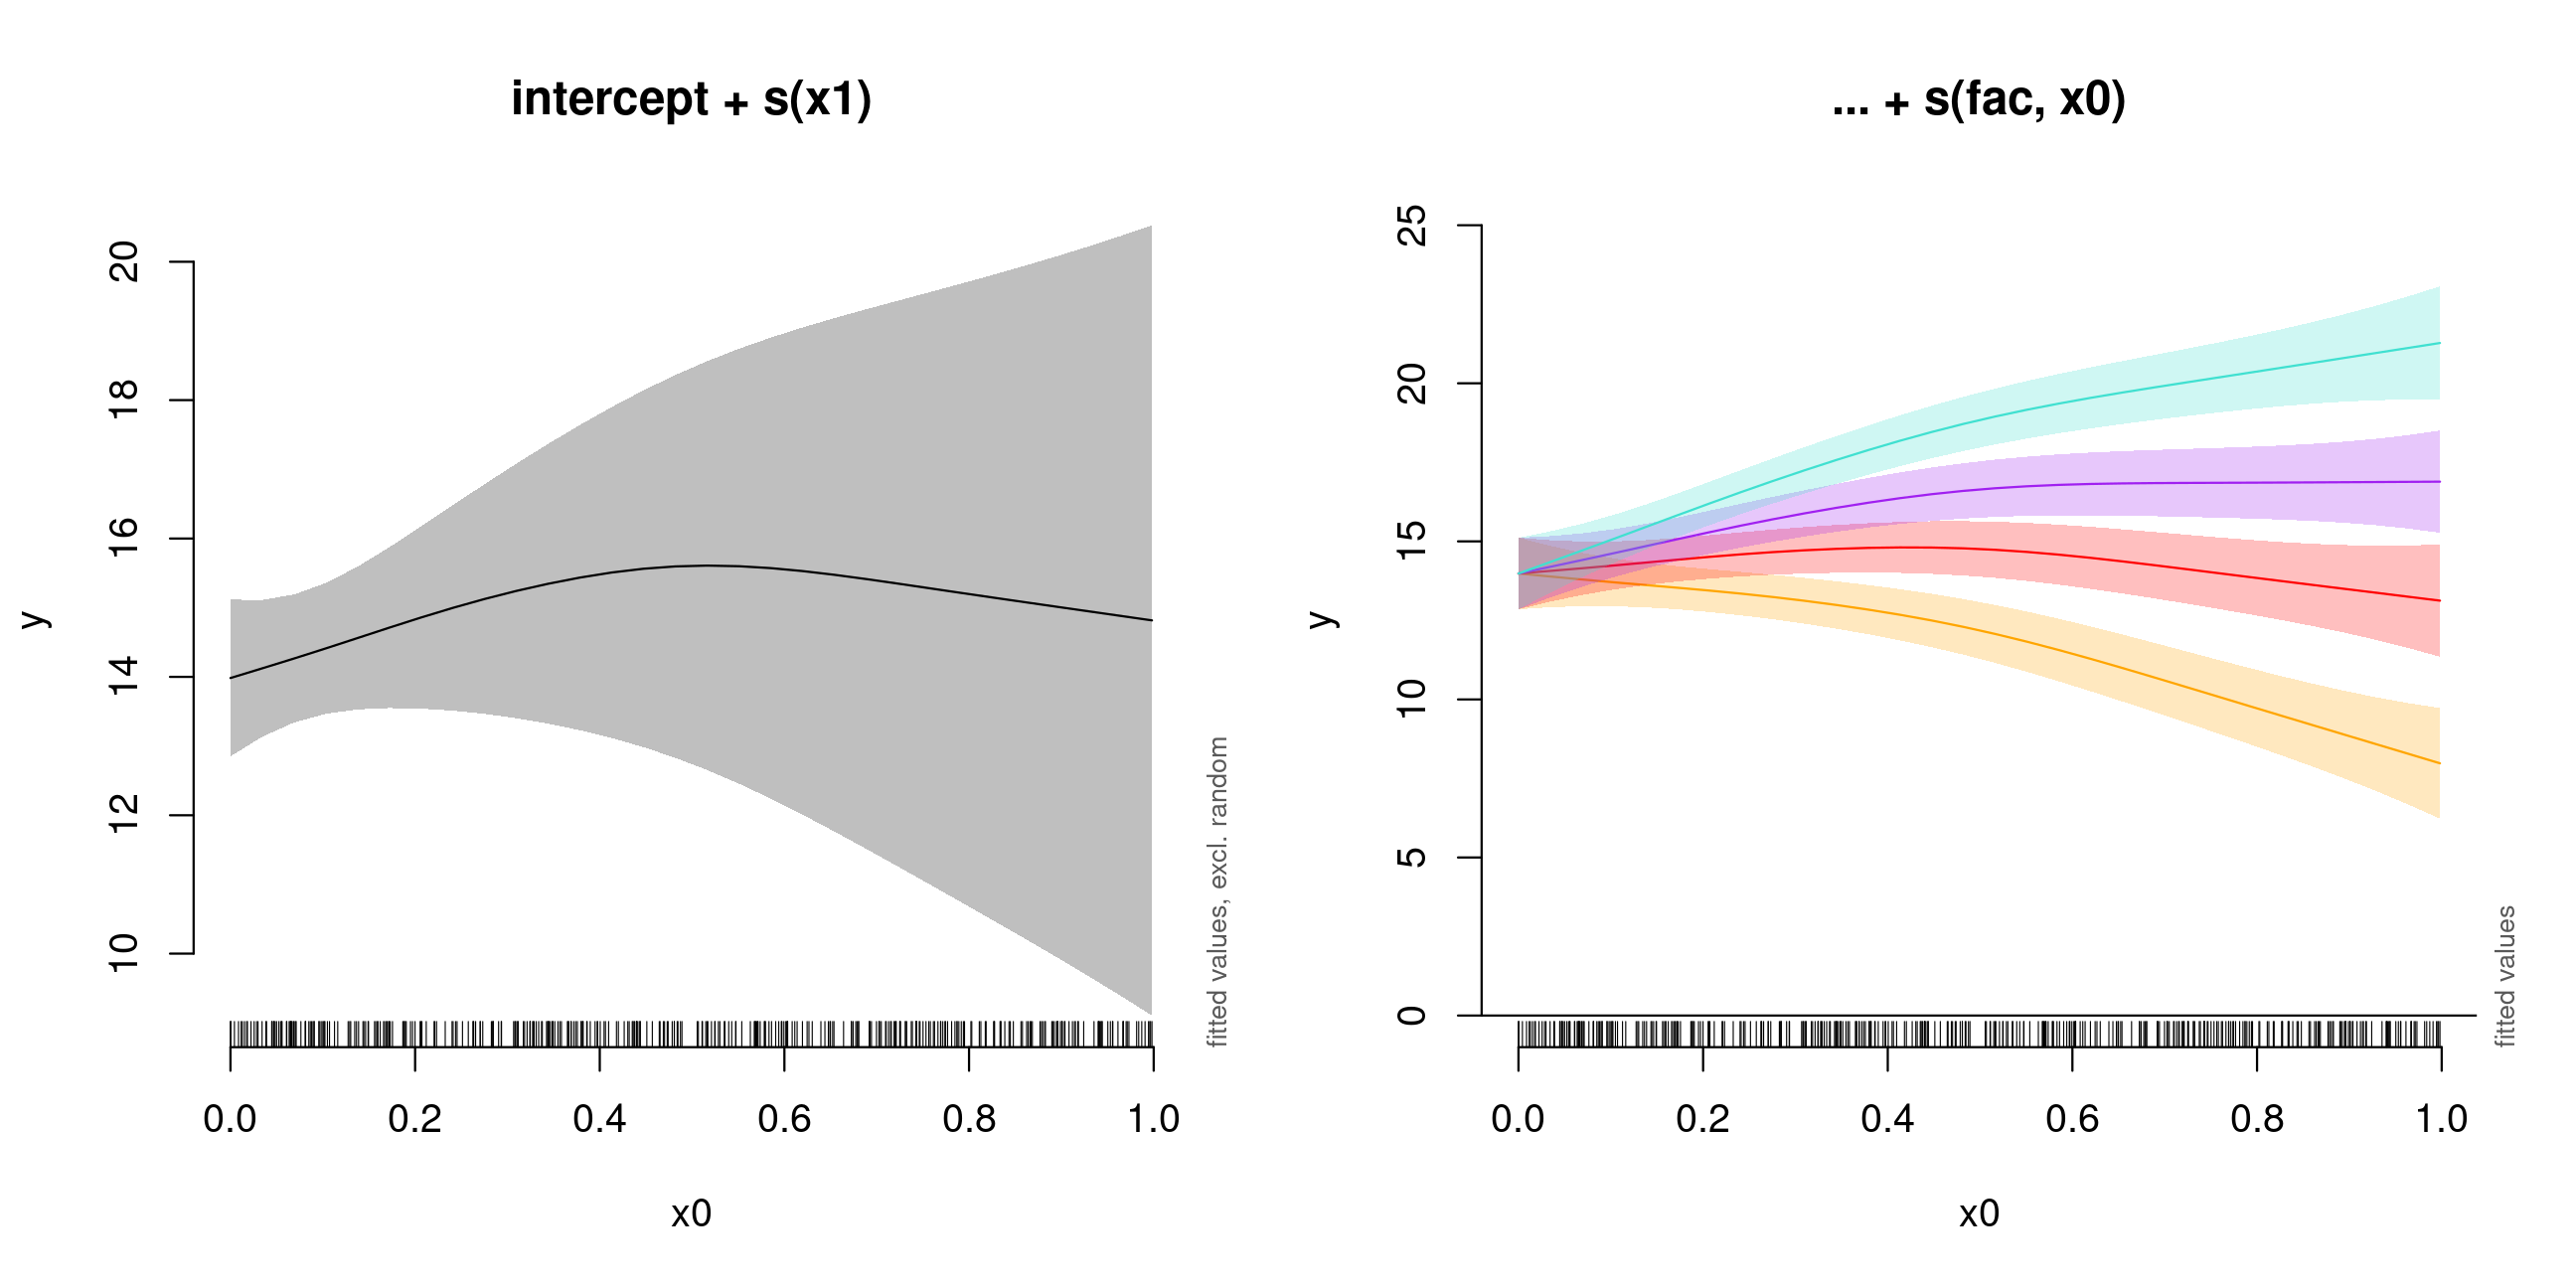 intercept + s(x1)
y
20
18
16
14
12
10
0.0 0.2 0.4 0.6 0.8 1.0
x0
fitted values, excl. random
... + s(fac, x0)
y
25
20
15
10
5
0
0.0 0.2 0.4 0.6 0.8 1.0
x0
fitted values